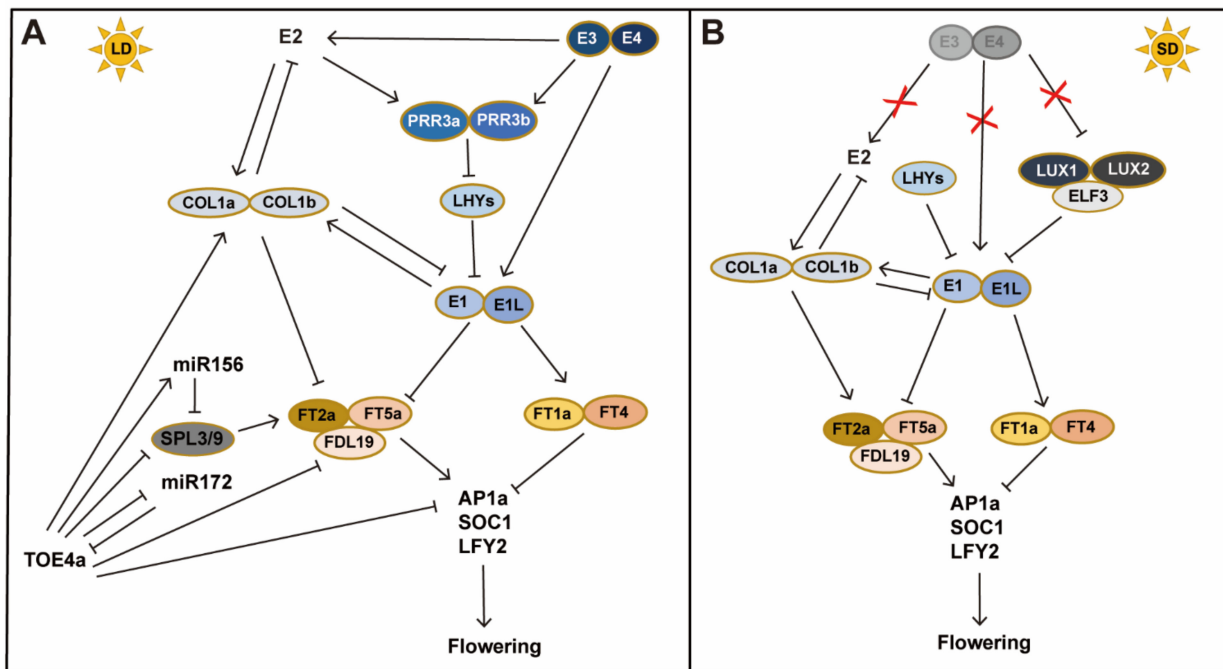 A
LD
E2
E3 E4
PRR3a PRR3b
COL1a COL1b
LHYs
E1 E1L
miR156
SPL3/9
FT2a FT5a
FDL19
FT1a FT4
miR172
TOE4a
AP1a
SOC1
LFY2
Flowering
B
SD
E3 E4
E2
LHYs
LUX1 LUX2
ELF3
COL1a COL1b
E1 E1L
FT2a FT5a
FDL19
FT1a FT4
AP1a
SOC1
LFY2
Flowering